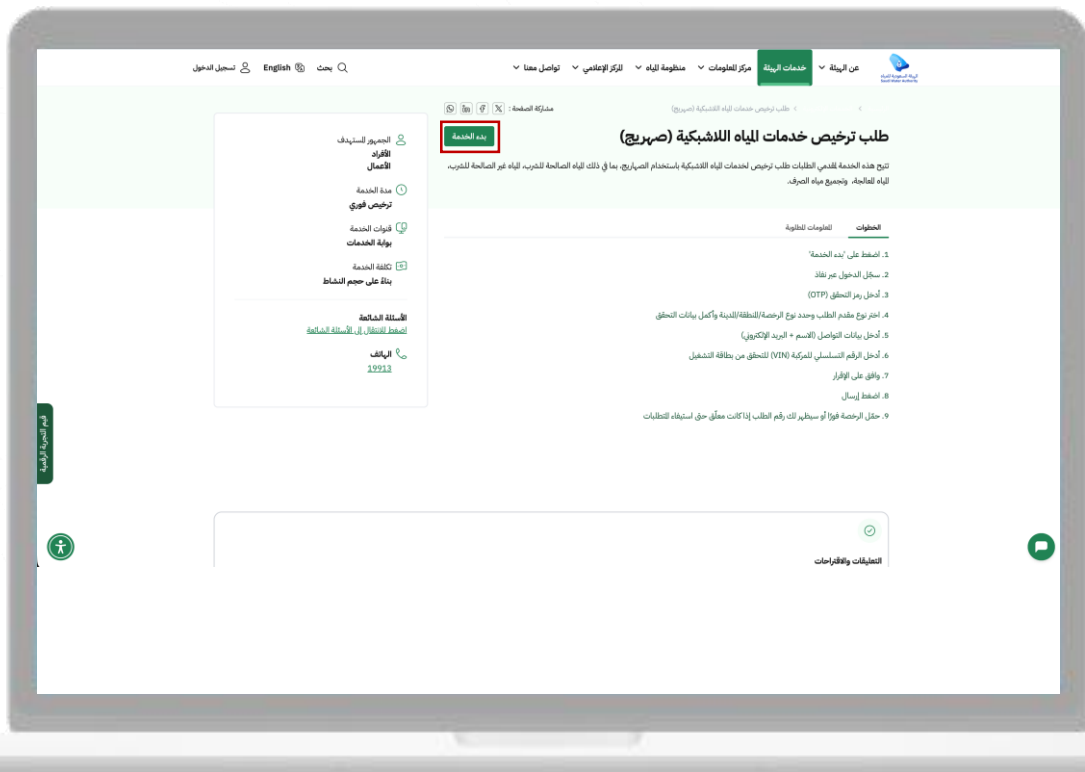 عن الهيئة
خدمات الهيئة
مركز المعلومات
منظومة المياه
المركز الإعلامي
تواصل معنا
بحث
English
تسجيل الدخول
طلب ترخيص خدمات المياه اللاشبكية (صهريج)
مشاركة الصفحة :
طلب ترخيص خدمات المياه اللاشبكية (صهريج)
بدء الخدمة
تتيح هذه الخدمة لمقدمي الطلبات طلب ترخيص لخدمات المياه اللاشبكية باستخدام الصهاريج، بما في ذلك المياه الصالحة للشرب، المياه غير الصالحة للشرب،
المياه المعالجة، وتجميع مياه الصرف.
الخطوات
المعلومات المطلوبة
1. اضغط على 'بدء الخدمة'
2. سجّل الدخول عبر نفاذ
3. أدخل رمز التحقق (OTP)
4. اختر نوع مقدم الطلب وحدد نوع الرخصة/المنطقة/المدينة وأكمل بيانات التحقق
5. أدخل بيانات التواصل (الاسم + البريد الإلكتروني)
6. أدخل الرقم التسلسلي للمركبة (VIN) للتحقق من بطاقة التشغيل
7. وافق على الإقرار
8. اضغط إرسال
9. حمّل الرخصة فورًا أو سيظهر لك رقم الطلب إذا كانت معلّق حتى استيفاء المتطلبات
الجمهور المستهدف
الأفراد
الأعمال
مدة الخدمة
ترخيص فوري
قنوات الخدمة
بوابة الخدمات
تكلفة الخدمة
بناءً على حجم النشاط
الأسئلة الشائعة
اضغط للانتقال إلى الأسئلة الشائعة
الهاتف
19913
قيم التجربة الرقمية
التعليقات والاقتراحات